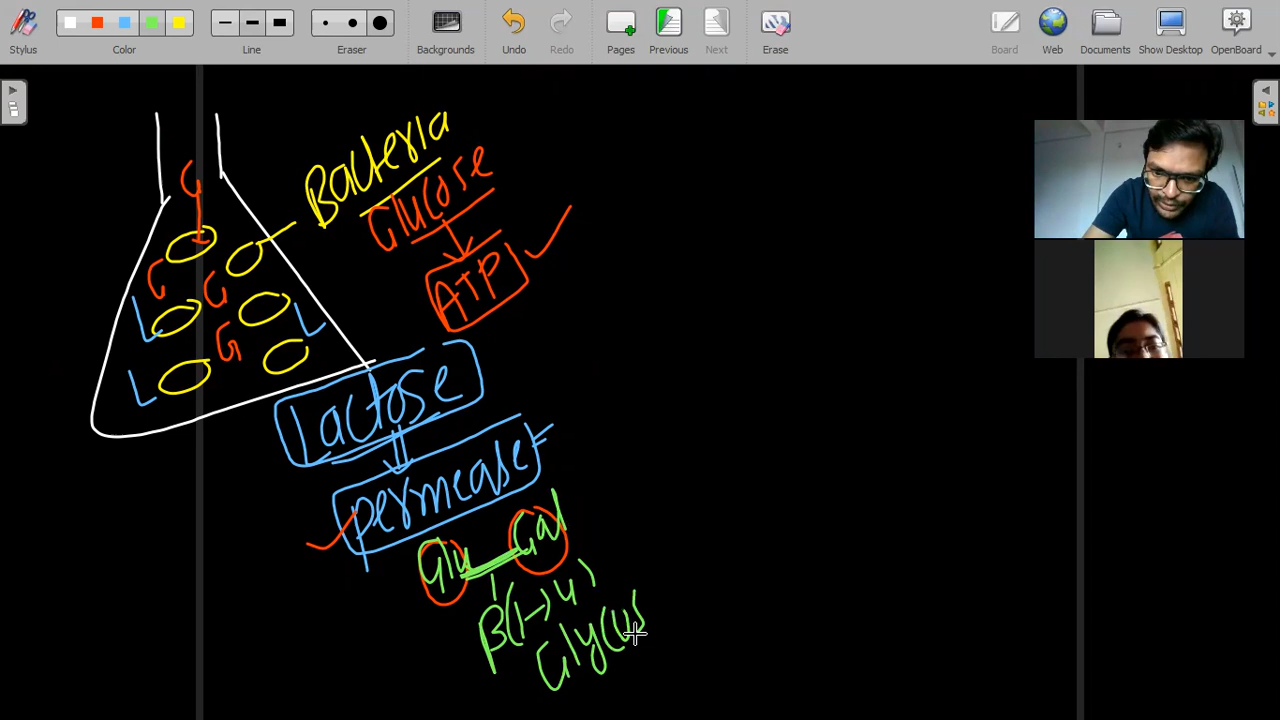 Stylus
Color
Line
Eraser
Backgrounds
Undo
Redo
Pages
Previous
Next
Erase
Board
Web
Documents
Show Desktop
OpenBoard
Bacteria
Glucose
ATP
G
G
G
G
L
L
L
Lactose
permease
Glu Gal
β(1→4)
Glycos